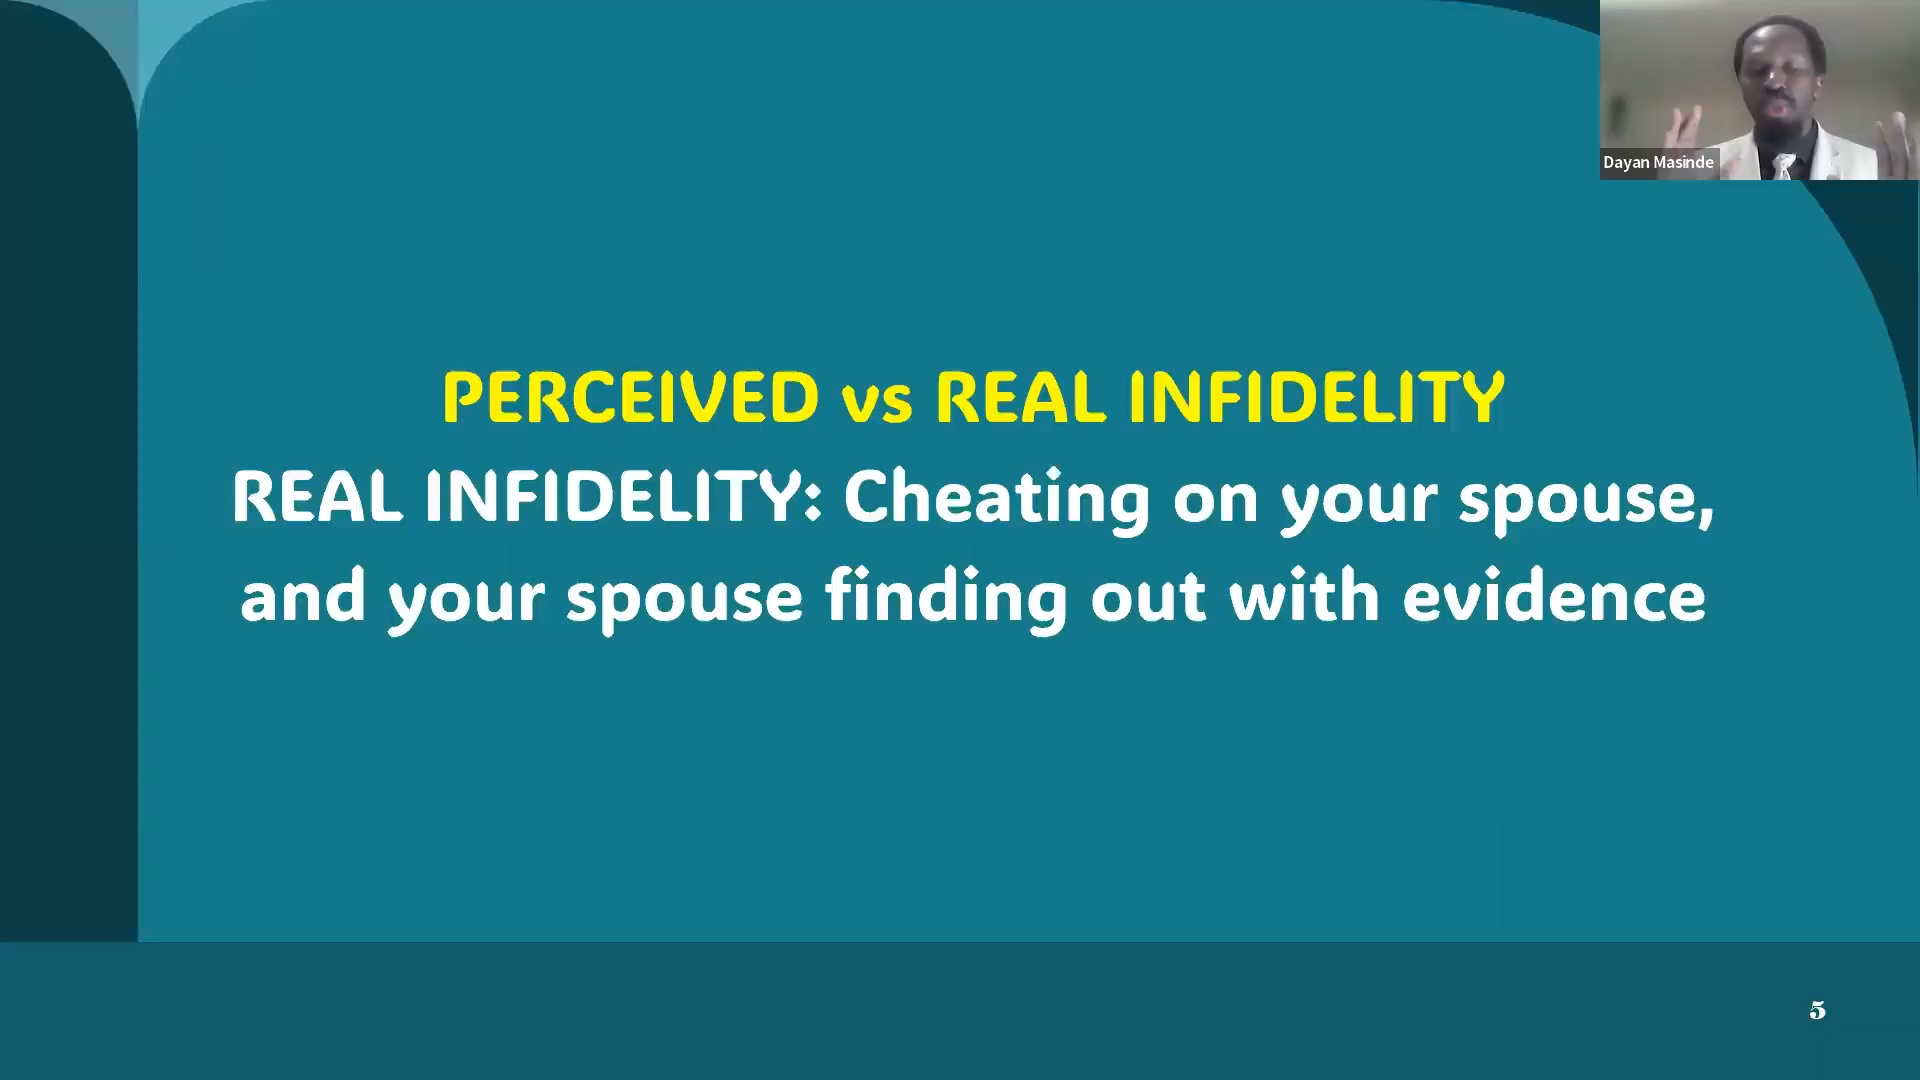 Dayan Masinde
PERCEIVED vs REAL INFIDELITY
REAL INFIDELITY: Cheating on your spouse,
and your spouse finding out with evidence
5